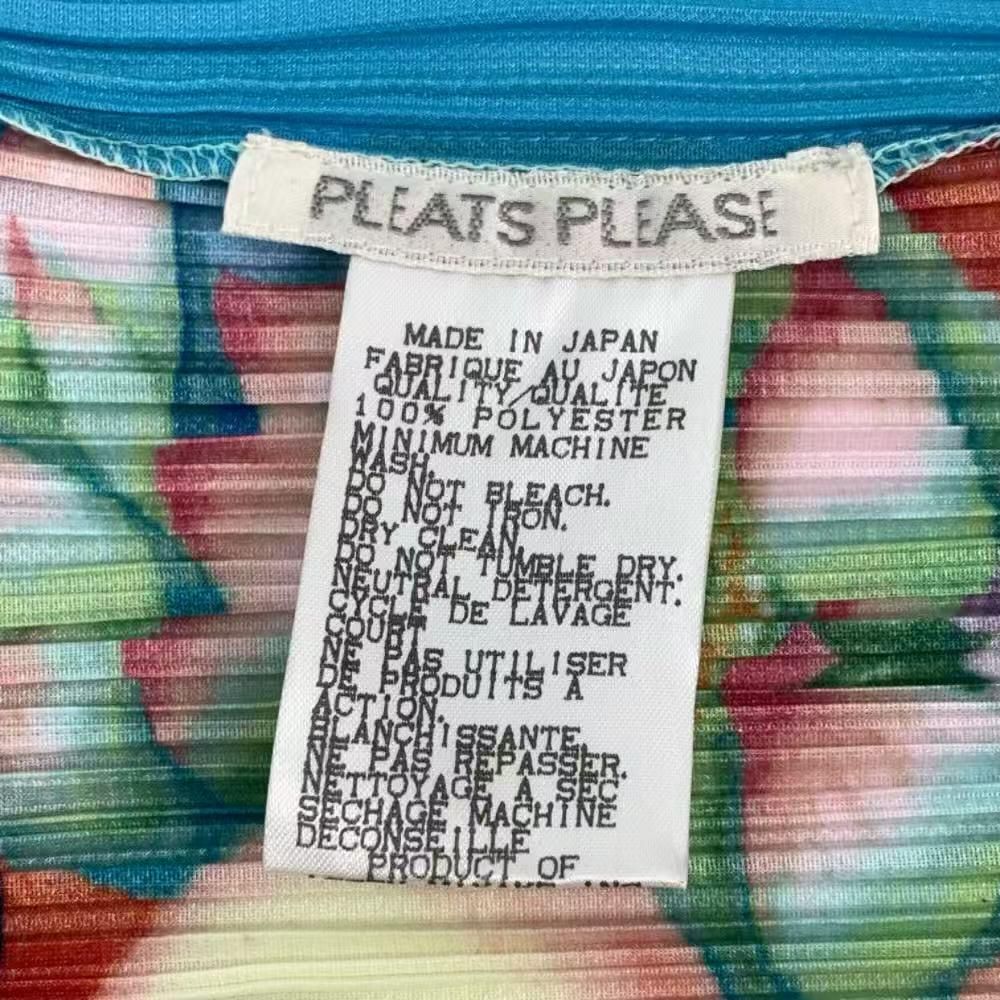 PLEATS PLEASE
MADE IN JAPAN
FABRIQUE AU JAPON
QUALITY/QUALITE
100% POLYESTER
MINIMUM MACHINE
WASH.
DO NOT BLEACH.
DO NOT IRON.
DRY CLEAN.
DO NOT TUMBLE DRY.
NEUTRAL DETERGENT.
CYCLE DE LAVAGE
COURT
NE PAS UTILISER
DE PRODUITS A
ACTION.
BLANCHISSANTE.
NE PAS REPASSER.
NETTOYAGE A SEC
SECHAGE MACHINE
DECONSEILLE
PRODUCT OF